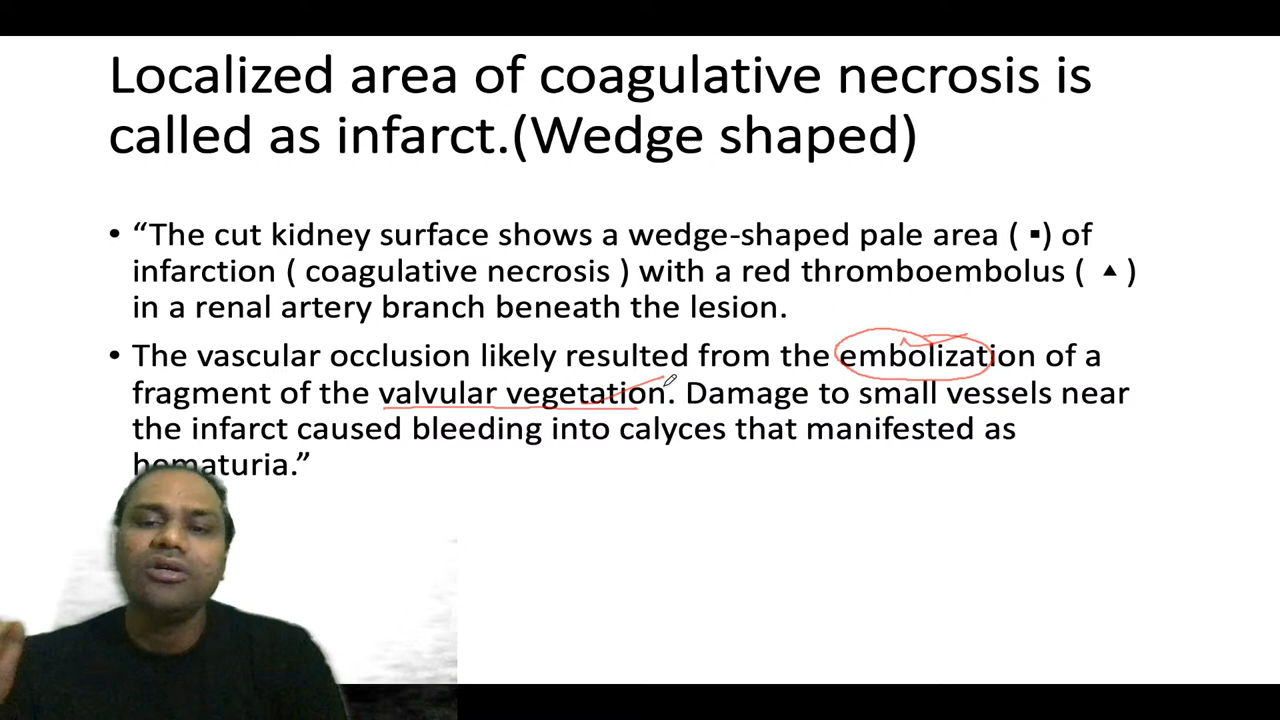 Localized area of coagulative necrosis is
called as infarct.(Wedge shaped)
• “The cut kidney surface shows a wedge-shaped pale area ( ▪) of
infarction ( coagulative necrosis ) with a red thromboembolus ( ▲ )
in a renal artery branch beneath the lesion.
• The vascular occlusion likely resulted from the embolization of a
fragment of the valvular vegetation. Damage to small vessels near
the infarct caused bleeding into calyces that manifested as
hematuria.”